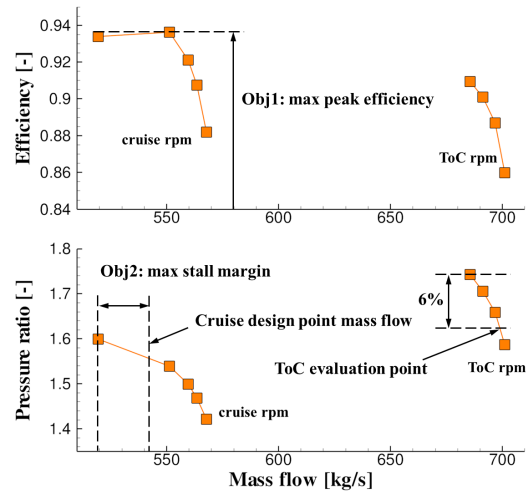 0.94
0.92
0.9
0.88
0.86
0.84
Efficiency [-]
Obj1: max peak efficiency
cruise rpm
ToC rpm
550
600
650
700
1.8
1.7
1.6
1.5
1.4
Pressure ratio [-]
Obj2: max stall margin
Cruise design point mass flow
6%
ToC evaluation point
ToC rpm
cruise rpm
550
600
650
700
Mass flow [kg/s]